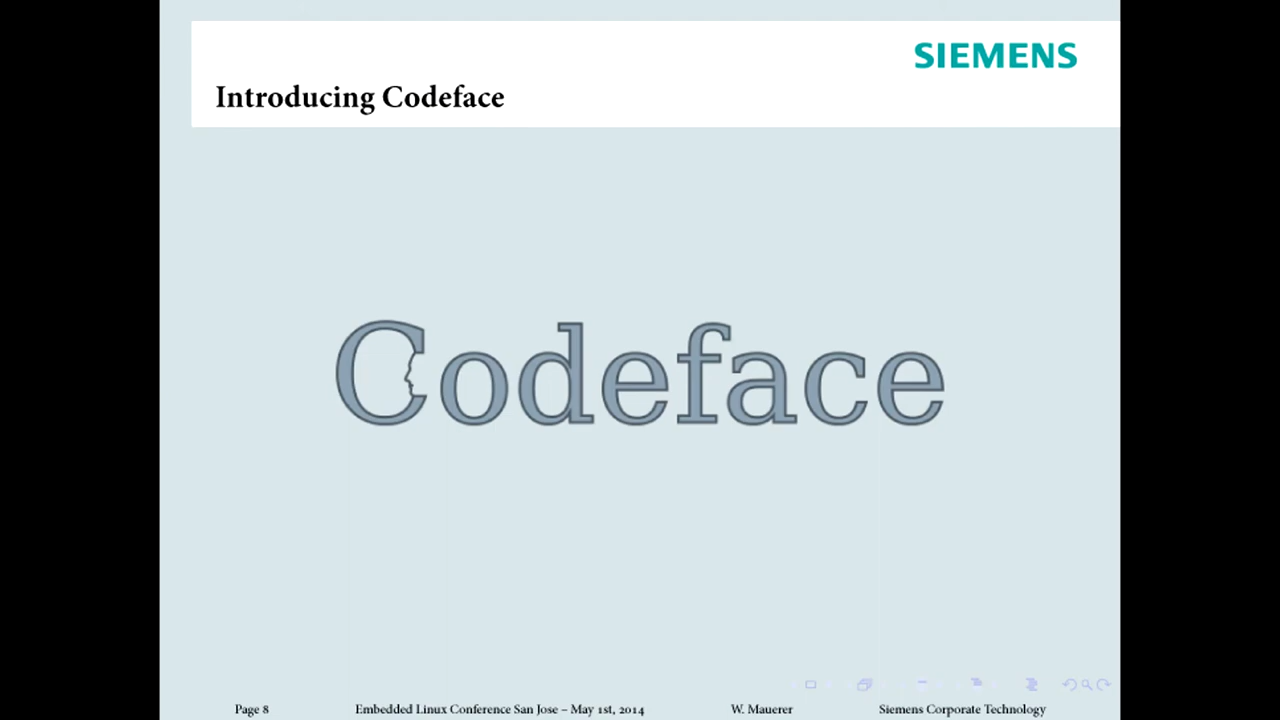 SIEMENS
Introducing Codeface
Codeface
Page 8 Embedded Linux Conference San Jose – May 1st, 2014 W. Mauerer Siemens Corporate Technology